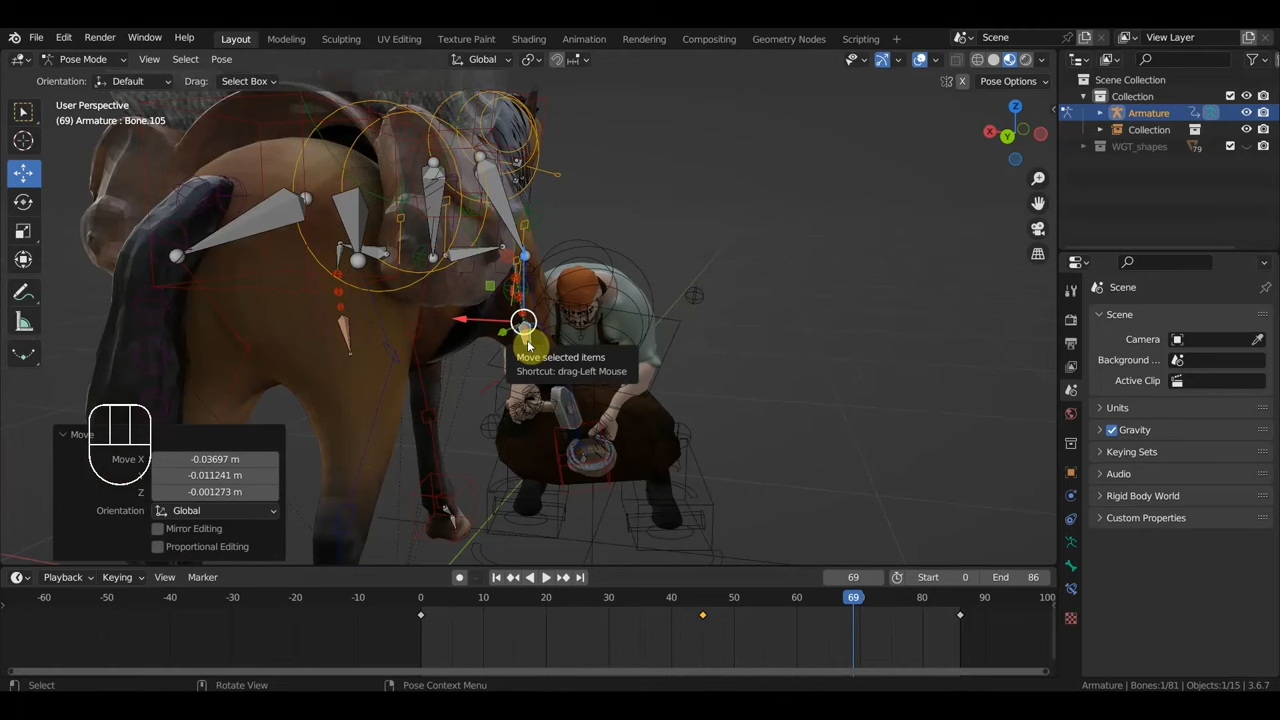 File Edit Render Window Help Layout Modeling Sculpting UV Editing Texture Paint Shading Animation Rendering Compositing Geometry Nodes Scripting + Scene View Layer
Pose Mode View Select Pose Global
Orientation: Default Drag: Select Box X Pose Options
User Perspective
(69) Armature : Bone.105
Scene Collection
Collection
Armature
Collection
WGT_shapes 79
X Y Z
Scene
Scene
Camera
Background ...
Active Clip
Units
Gravity
Keying Sets
Audio
Rigid Body World
Custom Properties
Move selected items
Shortcut: drag-Left Mouse
Move
Move X -0.03697 m
-0.011241 m
Z -0.001273 m
Orientation Global
Mirror Editing
Proportional Editing
Playback Keying View Marker 69 Start 0 End 86
-60 -50 -40 -30 -20 -10 0 10 20 30 40 50 60 69 80 90 100
Select Rotate View Pose Context Menu Armature | Bones:1/81 | Objects:1/15 | 3.6.7